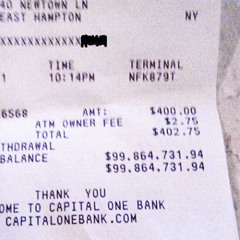 40 NEWTOWN LN
EAST HAMPTON NY
XXXXXXXXXXXX
TIME TERMINAL
1 10:14PM NFK879T
6568 AMT: $400.00
ATM OWNER FEE $2.75
TOTAL $402.75
THDRAWAL
BALANCE $99,864,731.94
$99,864,731.94
THANK YOU
OME TO CAPITAL ONE BANK
CAPITALONEBANK.COM